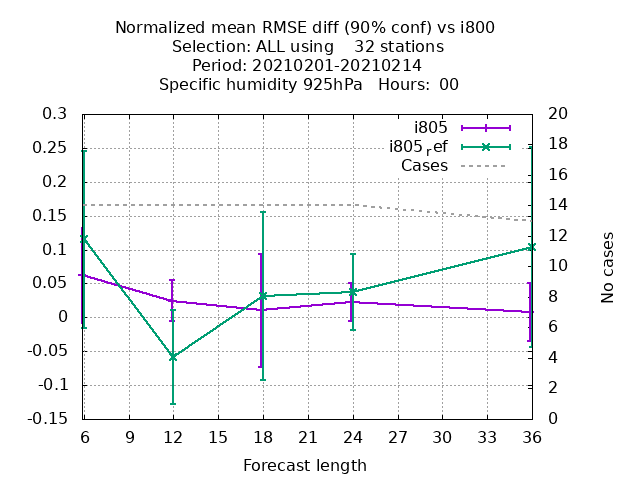 Normalized mean RMSE diff (90% conf) vs i800
Selection: ALL using    32 stations
Period: 20210201-20210214
Specific humidity 925hPa   Hours:  00
0.3
0.25
0.2
0.15
0.1
0.05
0
-0.05
-0.1
-0.15
20
18
16
14
12
10
8
6
4
2
0
No cases
i805
i805ref
Cases
6 9 12 15 18 21 24 27 30 33 36
Forecast length